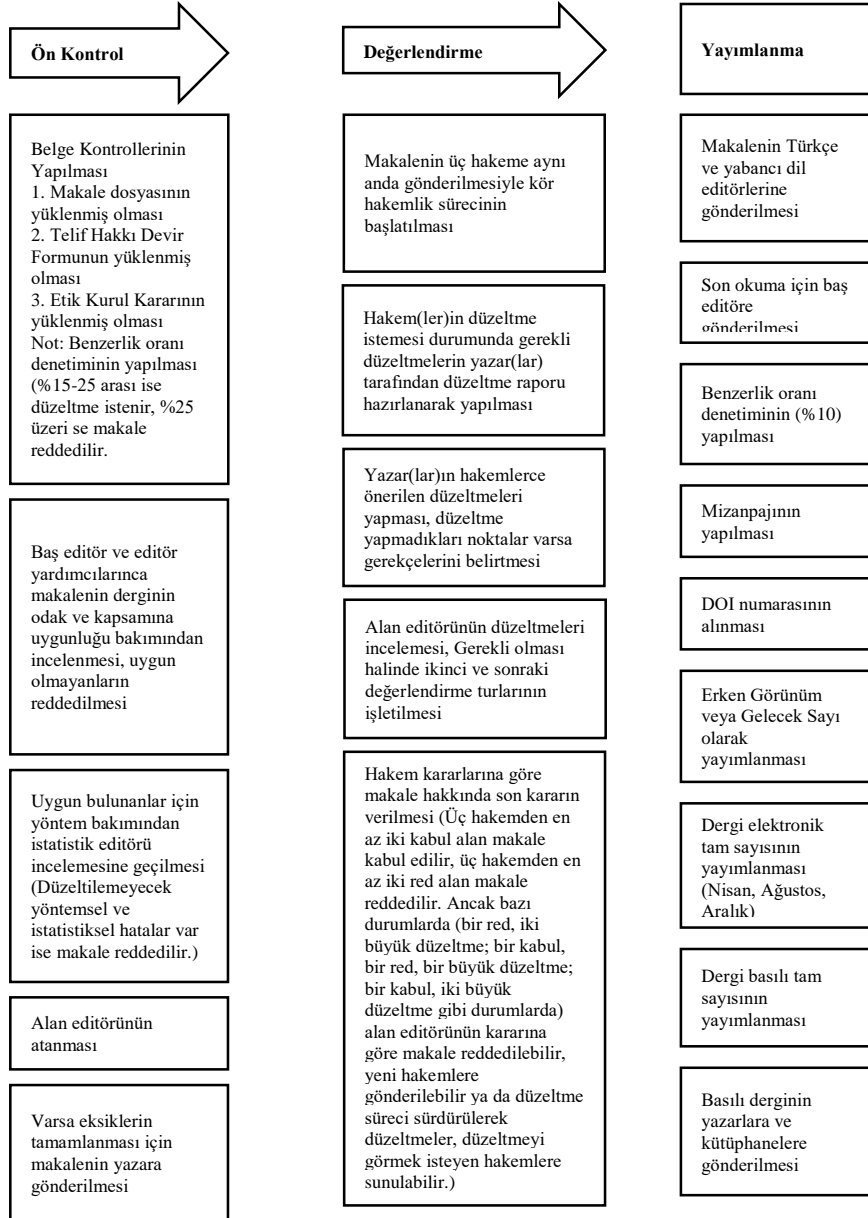 Ön Kontrol
Belge Kontrollerinin
Yapılması
1. Makale dosyasının
yüklenmiş olması
2. Telif Hakkı Devir
Formunun yüklenmiş
olması
3. Etik Kurul Kararının
yüklenmiş olması
Not: Benzerlik oranı
denetiminin yapılması
(%15-25 arası ise
düzeltme istenir, %25
üzeri se makale
reddedilir.
Baş editör ve editör
yardımcılarınca
makalenin derginin
odak ve kapsamına
uygunluğu bakımından
incelenmesi, uygun
olmayanların
reddedilmesi
Uygun bulunanlar için
yöntem bakımından
istatistik editörü
incelemesine geçilmesi
(Düzeltilemeyecek
yöntemsel ve
istatistiksel hatalar var
ise makale reddedilir.)
Alan editörünün
atanması
Varsa eksiklerin
tamamlanması için
makalenin yazara
gönderilmesi
Değerlendirme
Makalenin üç hakeme aynı
anda gönderilmesiyle kör
hakemlik sürecinin
başlatılması
Hakem(ler)in düzeltme
istemesi durumunda gerekli
düzeltmelerin yazar(lar)
tarafından düzeltme raporu
hazırlanarak yapılması
Yazar(lar)ın hakemlerce
önerilen düzeltmeleri
yapması, düzeltme
yapmadıkları noktalar varsa
gerekçelerini belirtmesi
Alan editörünün düzeltmeleri
incelemesi, Gerekli olması
halinde ikinci ve sonraki
değerlendirme turlarının
işletilmesi
Hakem kararlarına göre
makale hakkında son kararın
verilmesi (Üç hakemden en
az iki kabul alan makale
kabul edilir, üç hakemden en
az iki red alan makale
reddedilir. Ancak bazı
durumlarda (bir red, iki
büyük düzeltme; bir kabul,
bir red, bir büyük düzeltme;
bir kabul, iki büyük
düzeltme gibi durumlarda)
alan editörünün kararına
göre makale reddedilebilir,
yeni hakemlere
gönderilebilir ya da düzeltme
süreci sürdürülerek
düzeltmeler, düzeltmeyi
görmek isteyen hakemlere
sunulabilir.)
Yayımlanma
Makalenin Türkçe
ve yabancı dil
editörlerine
gönderilmesi
Son okuma için baş
editöre
gönderilmesi
Benzerlik oranı
denetiminin (%10)
yapılması
Mizanpajının
yapılması
DOI numarasının
alınması
Erken Görünüm
veya Gelecek Sayı
olarak
yayımlanması
Dergi elektronik
tam sayısının
yayımlanması
(Nisan, Ağustos,
Aralık)
Dergi basılı tam
sayısının
yayımlanması
Basılı derginin
yazarlara ve
kütüphanelere
gönderilmesi